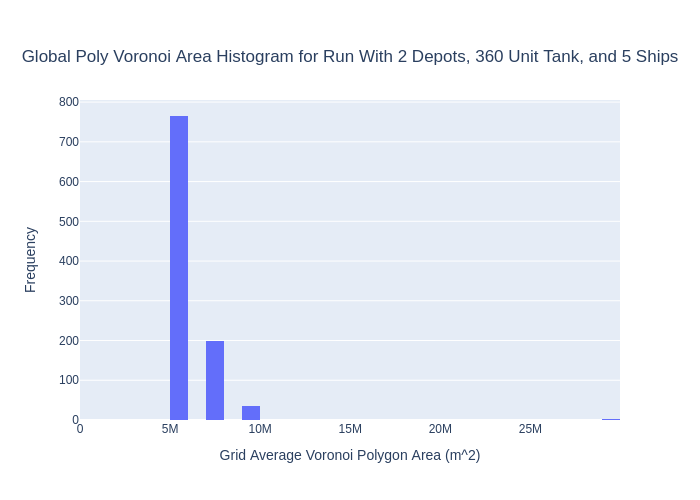 Global Poly Voronoi Area Histogram for Run With 2 Depots, 360 Unit Tank, and 5 Ships
800
700
600
500
400
300
200
100
0
Frequency
0 5M 10M 15M 20M 25M
Grid Average Voronoi Polygon Area (m^2)